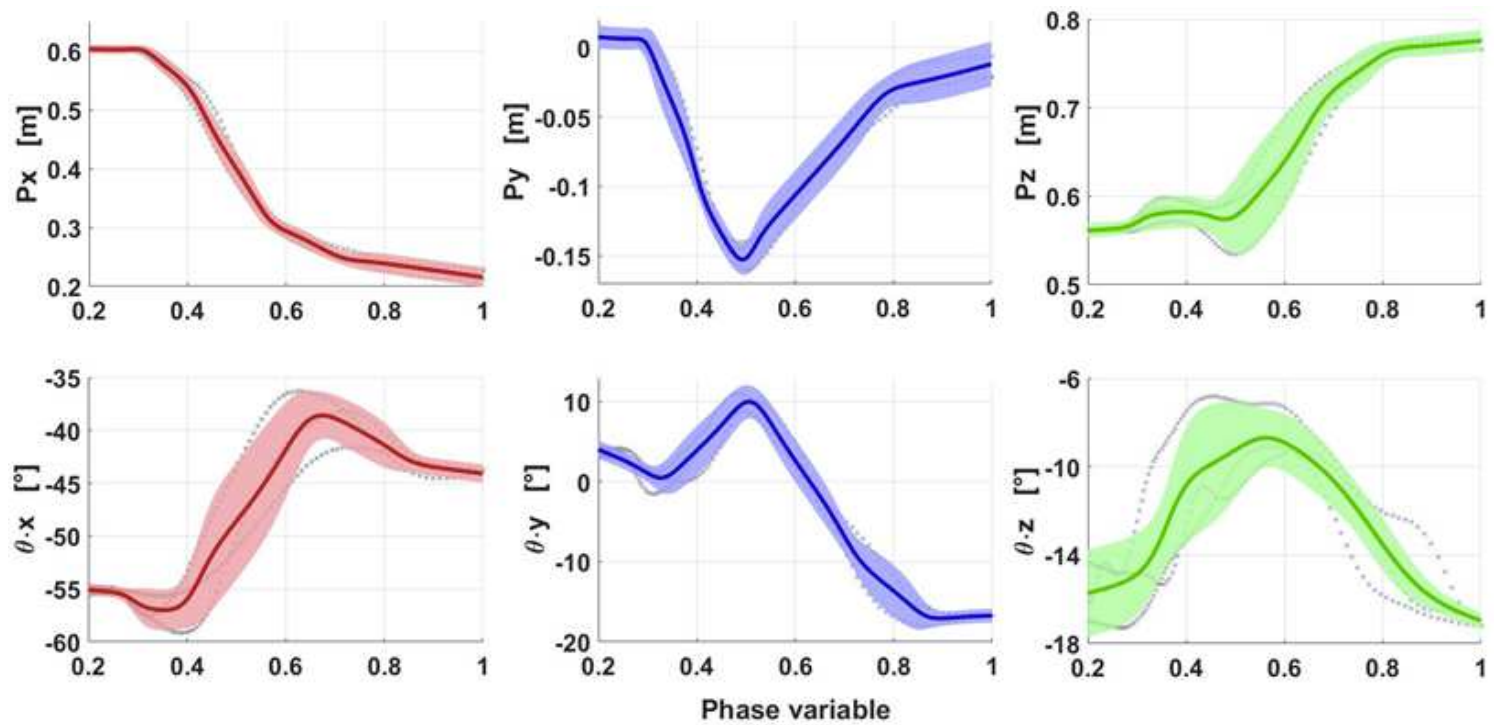 Px [m]
0.6
0.5
0.4
0.3
0.2
0.2 0.4 0.6 0.8 1
Py [m]
0
-0.05
-0.1
-0.15
0.2 0.4 0.6 0.8 1
Pz [m]
0.8
0.7
0.6
0.5
0.2 0.4 0.6 0.8 1
θ·x [°]
-35
-40
-45
-50
-55
-60
0.2 0.4 0.6 0.8 1
θ·y [°]
10
0
-10
-20
0.2 0.4 0.6 0.8 1
θ·z [°]
-6
-10
-14
-18
0.2 0.4 0.6 0.8 1
Phase variable